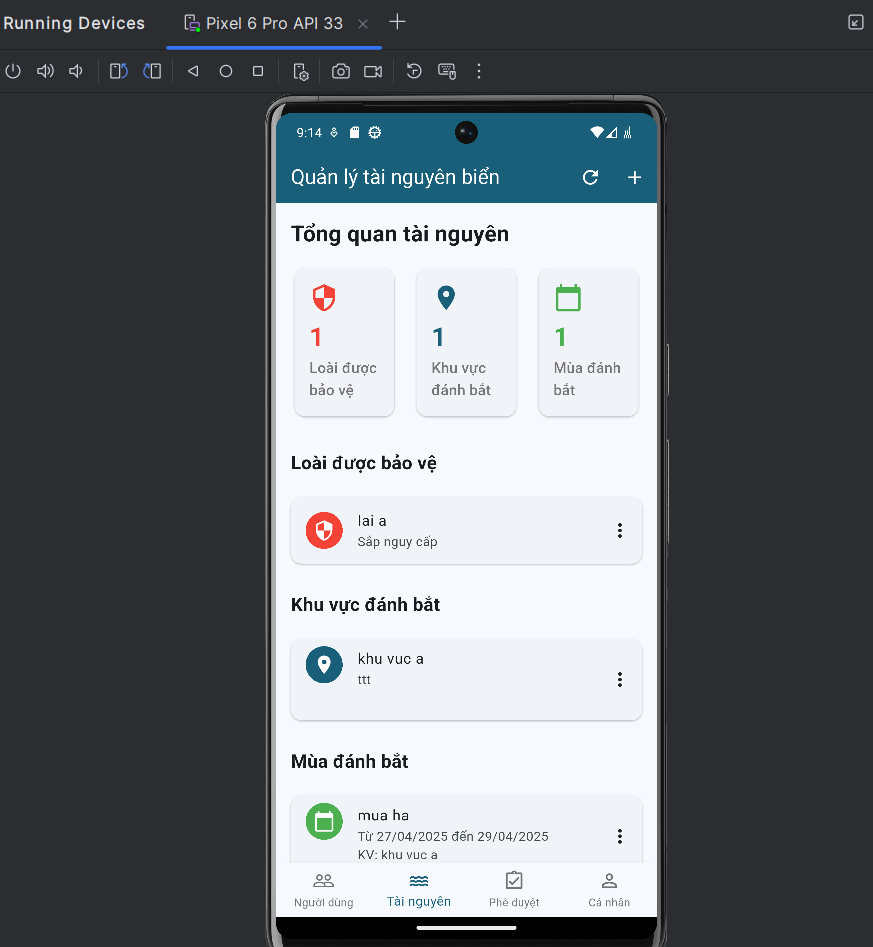 Running Devices
Pixel 6 Pro API 33
9:14
Quản lý tài nguyên biển
Tổng quan tài nguyên
1
Loài được
bảo vệ
1
Khu vực
đánh bắt
1
Mùa đánh
bắt
Loài được bảo vệ
lai a
Sắp nguy cấp
Khu vực đánh bắt
khu vuc a
ttt
Mùa đánh bắt
mua ha
Từ 27/04/2025 đến 29/04/2025
KV: khu vuc a
Người dùng
Tài nguyên
Phê duyệt
Cá nhân